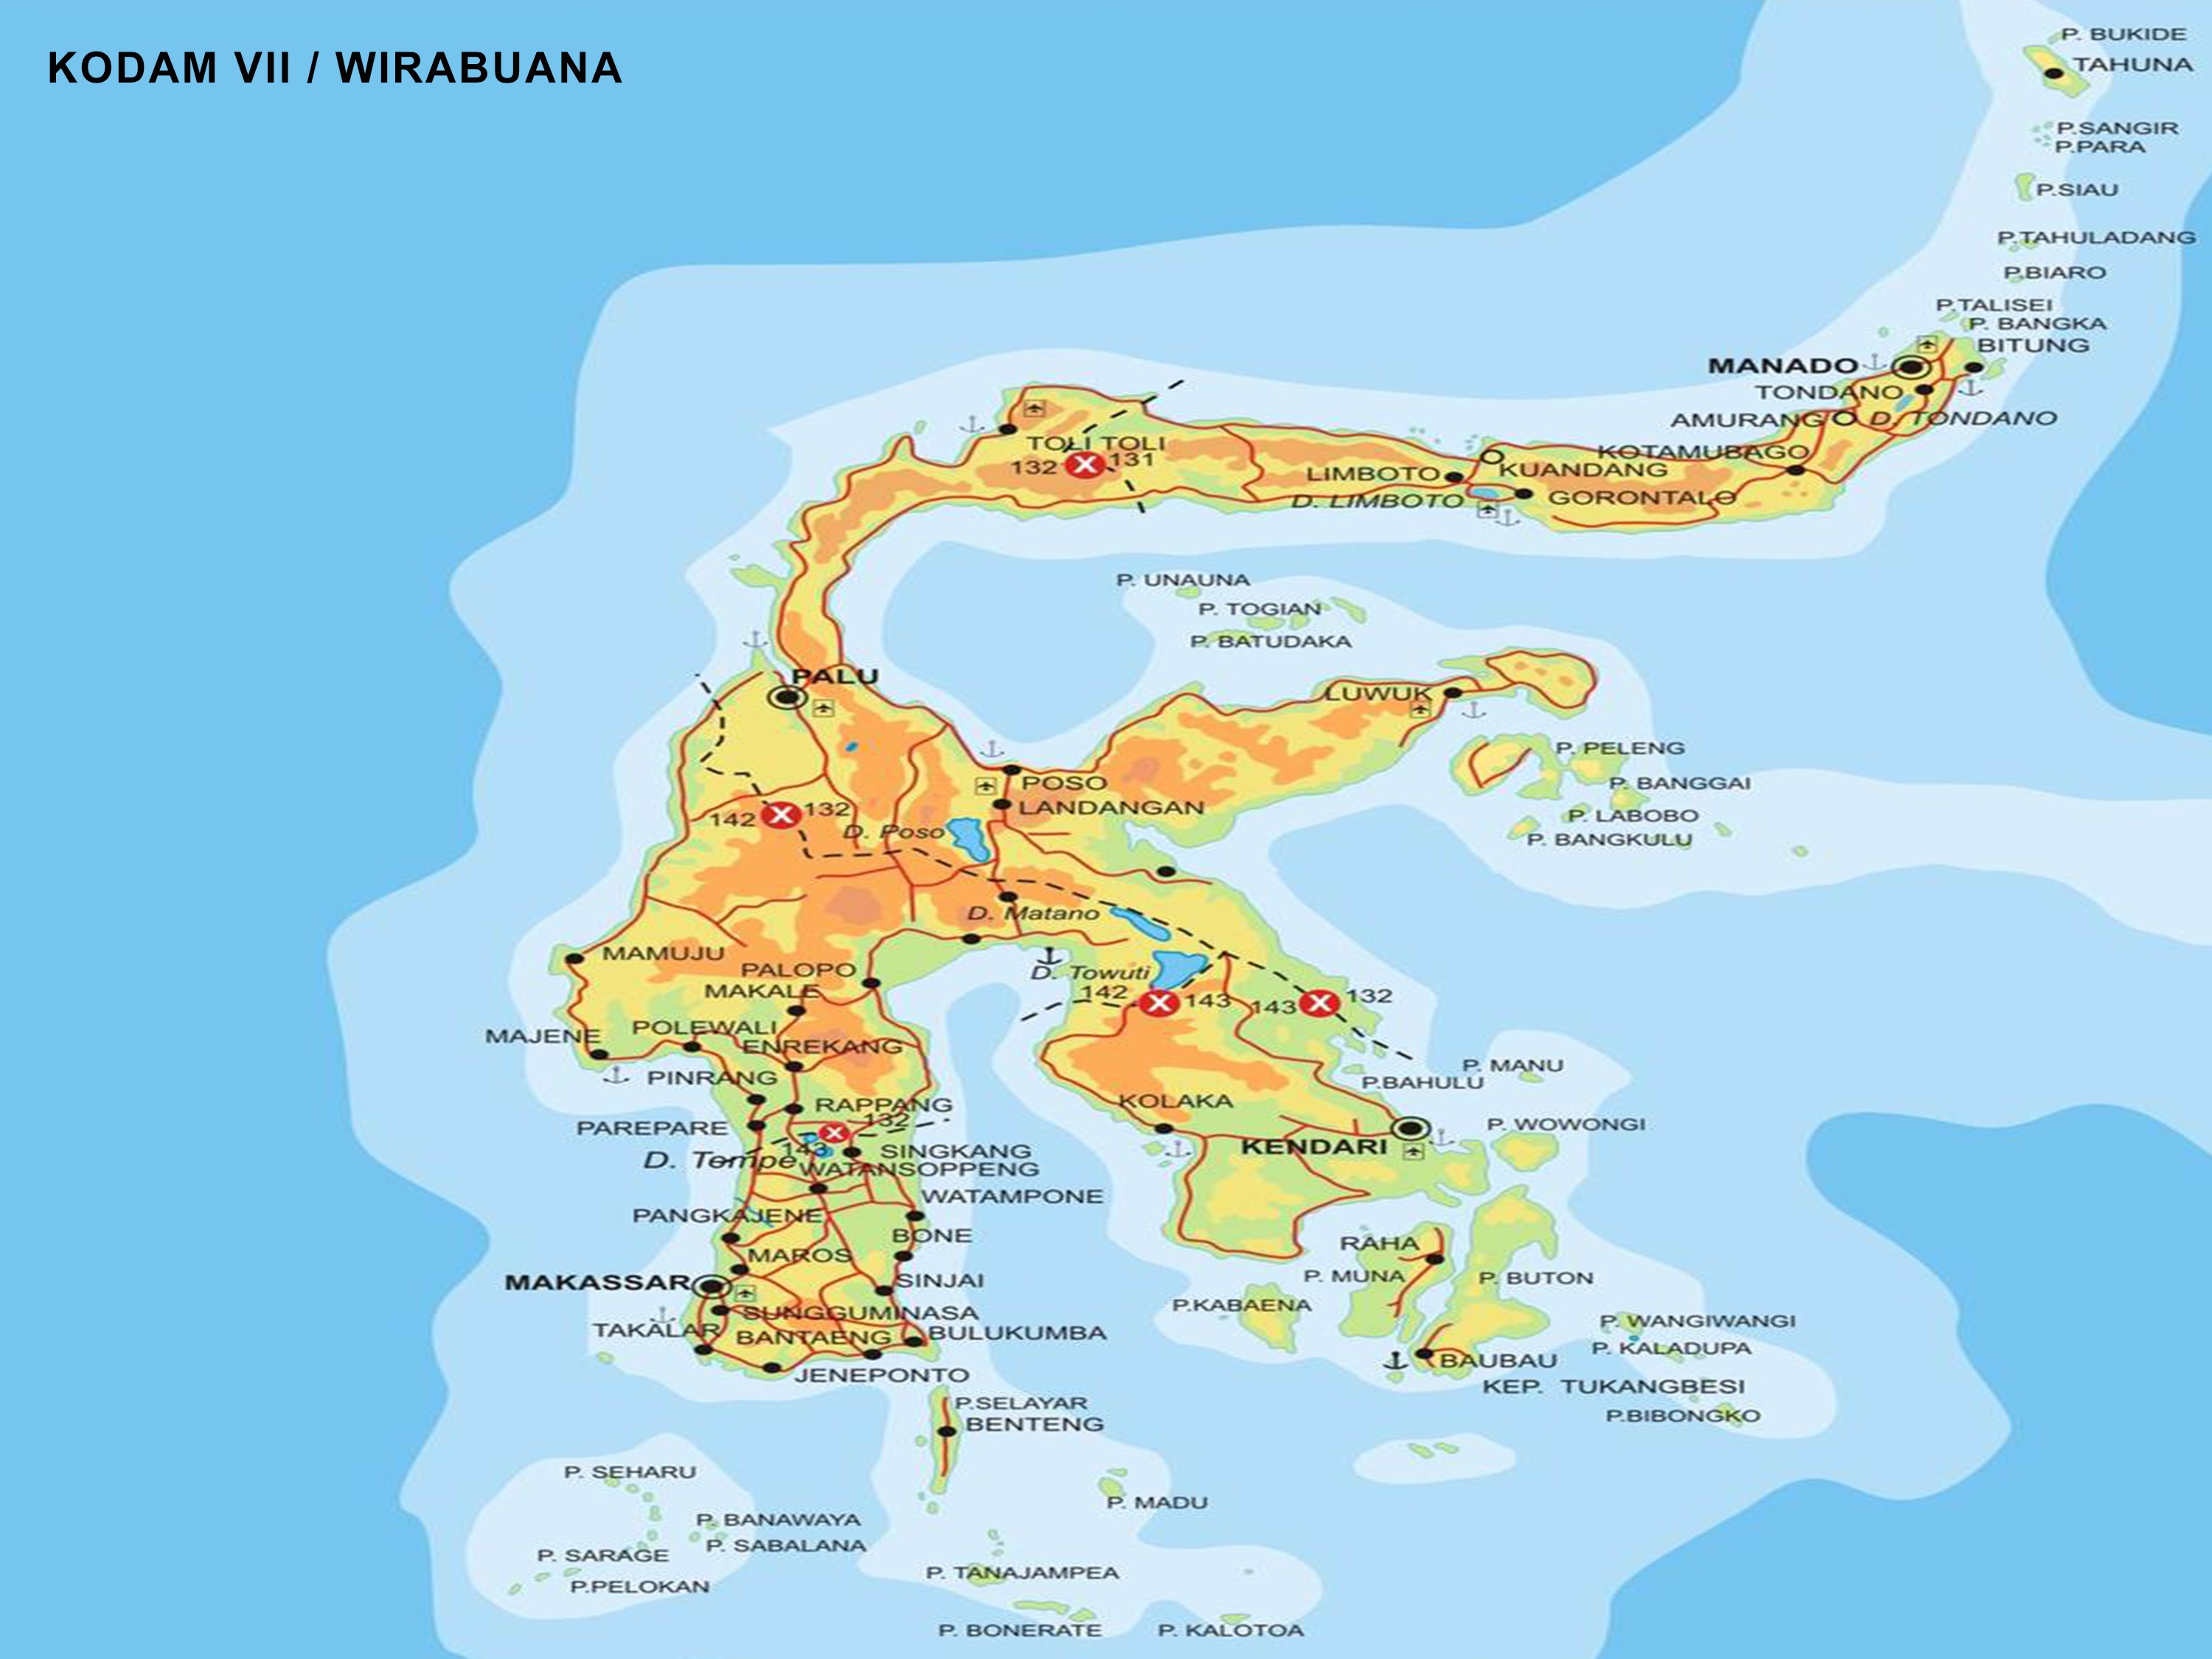 KODAM VII / WIRABUANA
P. BUKIDE
TAHUNA
P.SANGIR
P.PARA
P.SIAU
P.TAHULADANG
P.BIARO
P.TALISEI
P. BANGKA
BITUNG
MANADO
TONDANO
AMURANG
D. TONDANO
TOLI TOLI
132
131
KOTAMUBAGO
LIMBOTO
KUANDANG
D. LIMBOTO
GORONTALO
P. UNAUNA
P. TOGIAN
P. BATUDAKA
PALU
LUWUK
P. PELENG
POSO
P. BANGGAI
LANDANGAN
142
132
D. Poso
P. LABOBO
P. BANGKULU
D. Matano
MAMUJU
PALOPO
D. Towuti
MAKALE
142
143
143
132
POLEWALI
MAJENE
ENREKANG
P. MANU
PINRANG
P.BAHULU
KOLAKA
RAPPANG
132
PAREPARE
P. WOWONGI
KENDARI
143
SINGKANG
D. Tempe
WATANSOPPENG
WATAMPONE
PANGKAJENE
BONE
RAHA
MAROS
P. MUNA
P. BUTON
MAKASSAR
SINJAI
P.KABAENA
SUNGGUMINASA
P. WANGIWANGI
TAKALAR
BANTAENG
BULUKUMBA
P. KALADUPA
BAUBAU
JENEPONTO
KEP. TUKANGBESI
P.SELAYAR
P.BIBONGKO
BENTENG
P. SEHARU
P. MADU
P. BANAWAYA
P. SABALANA
P. SARAGE
P. TANAJAMPEA
P.PELOKAN
P. BONERATE
P. KALOTOA